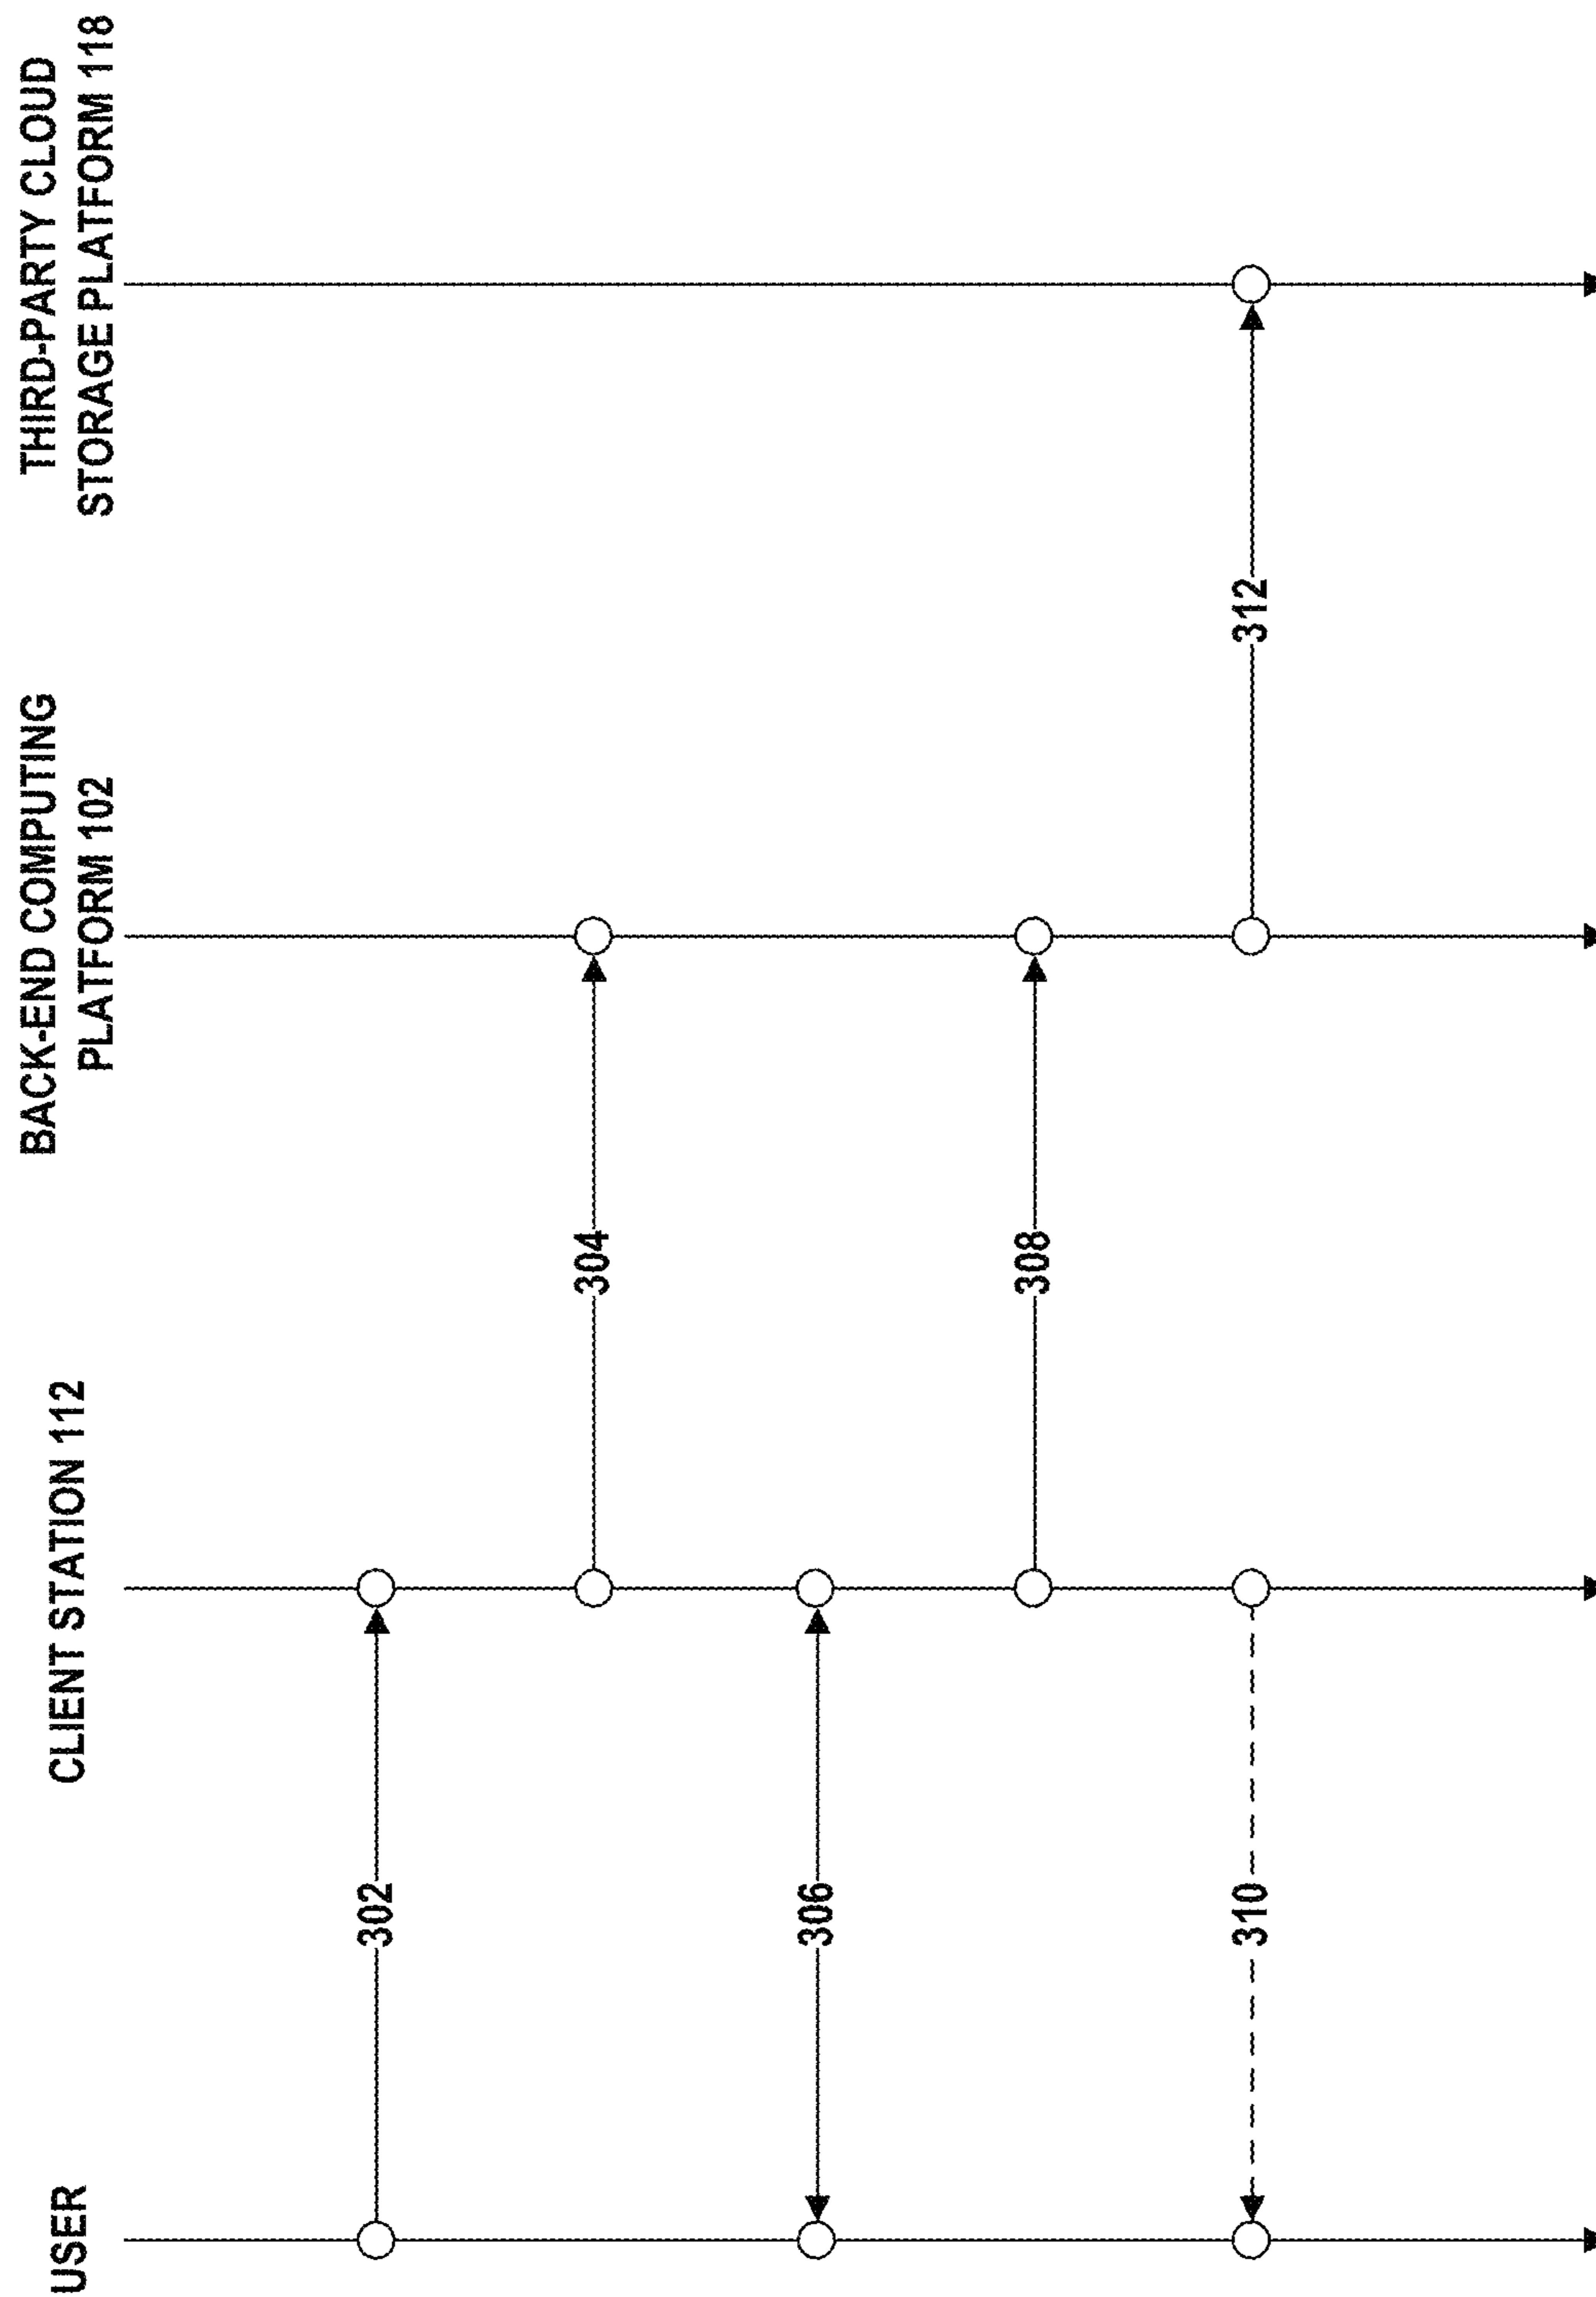 USER
CLIENT STATION 112
BACK-END COMPUTING
PLATFORM 102
THIRD-PARTY CLOUD
STORAGE PLATFORM 118
302
304
306
308
310
312